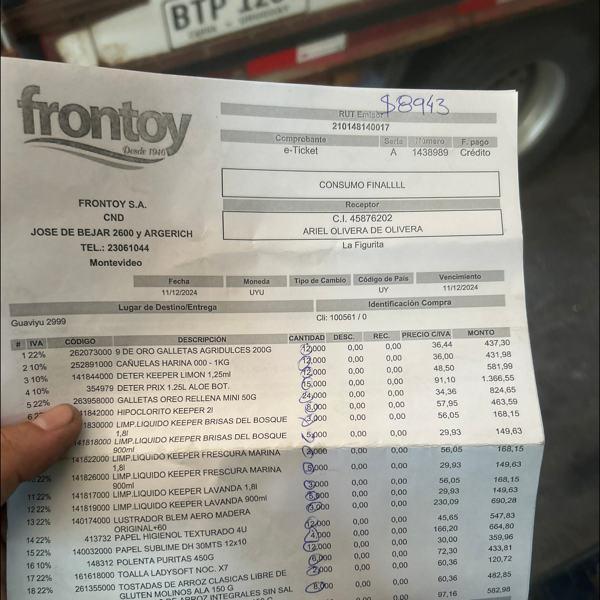 BTP
frontoy
Desde 1946
$8943
RUT Emisor
210148140017
Comprobante Serie Número F. pago
e-Ticket A 1438989 Crédito
CONSUMO FINALLLL
Receptor
C.I. 45876202
ARIEL OLIVERA DE OLIVERA
La Figurita
FRONTOY S.A.
CND
JOSE DE BEJAR 2600 y ARGERICH
TEL.: 23061044
Montevideo
Fecha Moneda Tipo de Cambio Código de País Vencimiento
11/12/2024 UYU UY 11/12/2024
Lugar de Destino/Entrega Identificación Compra
Guaviyu 2999 Cli: 100561 / 0
# IVA CÓDIGO DESCRIPCIÓN CANTIDAD DESC. REC. PRECIO C/IVA MONTO
1 22% 262073000 9 DE ORO GALLETAS AGRIDULCES 200G 12,000 0,00 0,00 36,44 437,30
2 10% 252891000 CAÑUELAS HARINA 000 - 1KG 12,000 0,00 0,00 36,00 431,98
3 10% 141844000 DETER KEEPER LIMON 1,25ml 12,000 0,00 0,00 48,50 581,99
4 10% 354979 DETER PRIX 1.25L ALOE BOT. 15,000 0,00 0,00 91,10 1.366,55
5 22% 263958000 GALLETAS OREO RELLENA MINI 50G 24,000 0,00 0,00 34,36 824,65
6 41842000 HIPOCLORITO KEEPER 2l 8,000 0,00 0,00 57,95 463,59
41830000 LIMP.LIQUIDO KEEPER BRISAS DEL BOSQUE 3,000 0,00 0,00 56,05 168,15
1,8l
141818000 LIMP.LIQUIDO KEEPER BRISAS DEL BOSQUE 5,000 0,00 0,00 29,93 149,63
900ml
141822000 LIMP.LIQUIDO KEEPER FRESCURA MARINA 3,000 0,00 0,00 56,05 168,15
1,8l
22% 141826000 LIMP.LIQUIDO KEEPER FRESCURA MARINA 5,000 0,00 0,00 29,93 149,63
900ml
11 22% 141817000 LIMP.LIQUIDO KEEPER LAVANDA 1,8l 3,000 0,00 0,00 56,05 168,15
12 22% 141819000 LIMP.LIQUIDO KEEPER LAVANDA 900ml 5,000 0,00 0,00 29,93 149,63
13 22% 140174000 LUSTRADOR BLEM AERO MADERA 3,000 0,00 0,00 230,09 690,28
ORIGINAL+60
14 22% 413732 PAPEL HIGIENOL TEXTURADO 4U 12,000 0,00 0,00 45,65 547,83
15 22% 140032000 PAPEL SUBLIME DH 30MTS 12x10 4,000 0,00 0,00 166,20 664,80
16 10% 148312 POLENTA PURITAS 450G 12,000 0,00 0,00 30,00 359,96
17 22% 161618000 TOALLA LADYSOFT NOC. X7 6,000 0,00 0,00 72,30 433,81
18 22% 261355000 TOSTADAS DE ARROZ CLASICAS LIBRE DE 2,000 0,00 0,00 60,36 120,72
GLUTEN MOLINOS ALA 150 G
ARROZ INTEGRALES SIN SAL 8,000 0,00 0,00 60,36 482,85
150 G 0,00 97,16 582,98